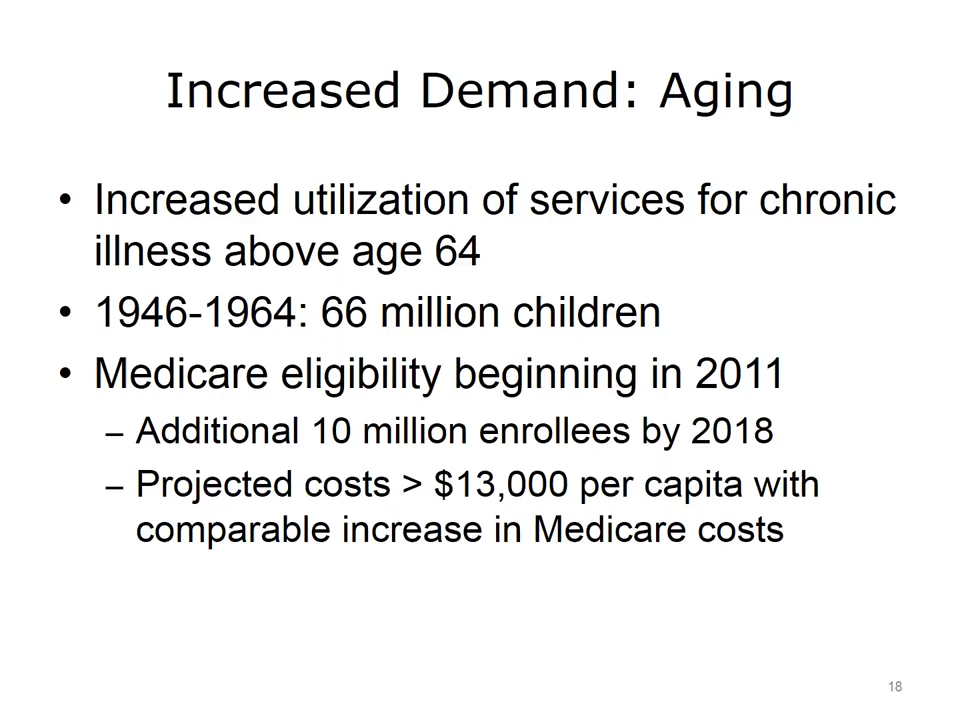 Increased Demand: Aging
• Increased utilization of services for chronic
illness above age 64
• 1946-1964: 66 million children
• Medicare eligibility beginning in 2011
– Additional 10 million enrollees by 2018
– Projected costs > $13,000 per capita with
comparable increase in Medicare costs
18